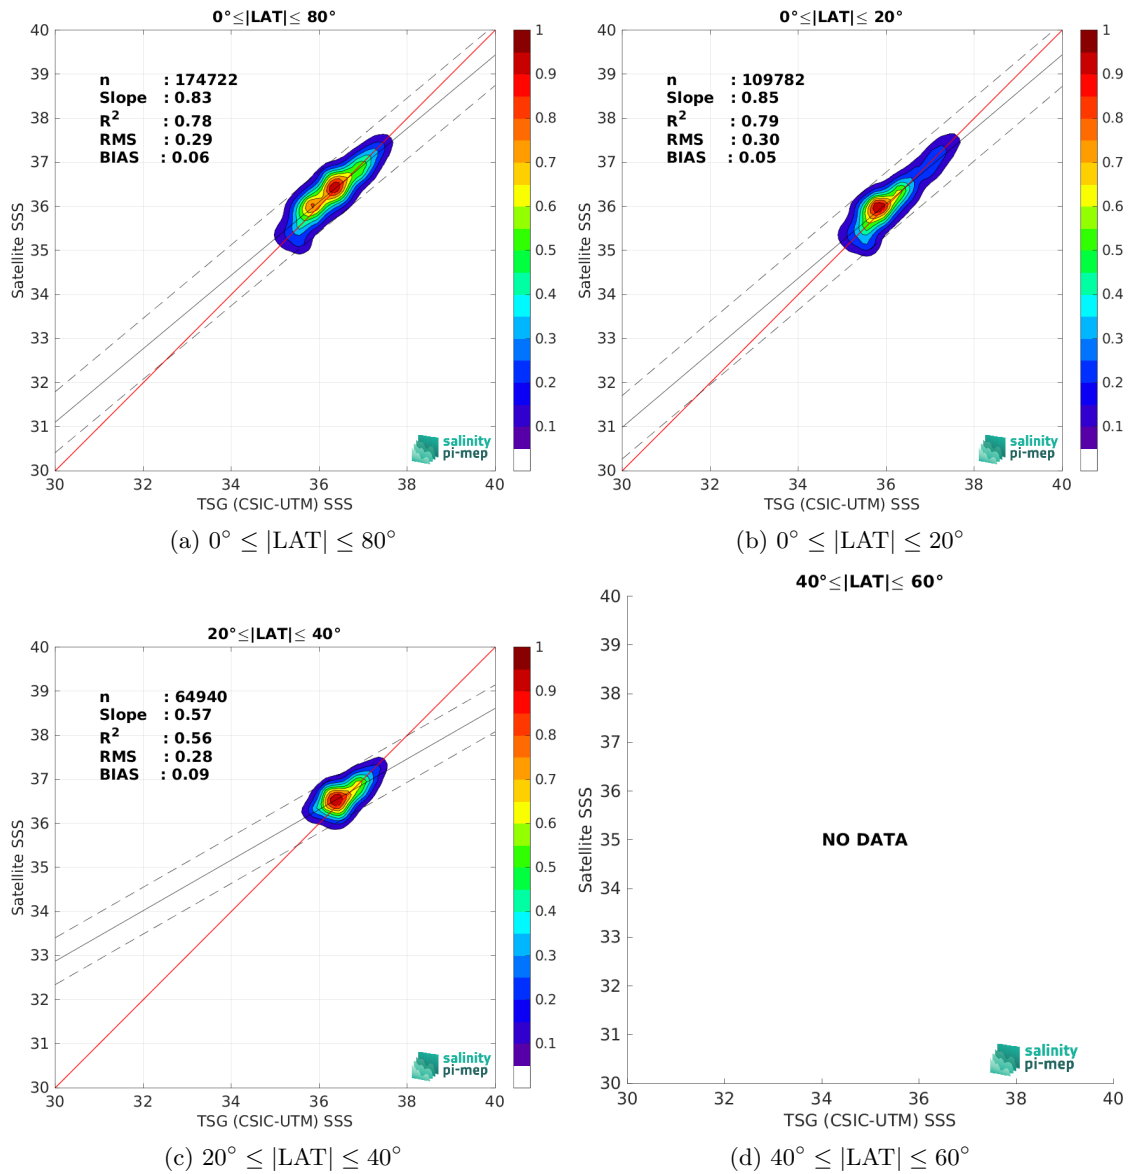 0°≤|LAT|≤ 80°
40
39
38
37
36
35
34
33
32
31
30
Satellite SSS
n : 174722
Slope : 0.83
R2 : 0.78
RMS : 0.29
BIAS : 0.06
1
0.9
0.8
0.7
0.6
0.5
0.4
0.3
0.2
0.1
salinity
pi-mep
30 32 34 36 38 40
TSG (CSIC-UTM) SSS
(a) 0° ≤ |LAT| ≤ 80°
0°≤|LAT|≤ 20°
40
39
38
37
36
35
34
33
32
31
30
Satellite SSS
n : 109782
Slope : 0.85
R2 : 0.79
RMS : 0.30
BIAS : 0.05
1
0.9
0.8
0.7
0.6
0.5
0.4
0.3
0.2
0.1
salinity
pi-mep
30 32 34 36 38 40
TSG (CSIC-UTM) SSS
(b) 0° ≤ |LAT| ≤ 20°
20°≤|LAT|≤ 40°
40
39
38
37
36
35
34
33
32
31
30
Satellite SSS
n : 64940
Slope : 0.57
R2 : 0.56
RMS : 0.28
BIAS : 0.09
1
0.9
0.8
0.7
0.6
0.5
0.4
0.3
0.2
0.1
salinity
pi-mep
30 32 34 36 38 40
TSG (CSIC-UTM) SSS
(c) 20° ≤ |LAT| ≤ 40°
40°≤|LAT|≤ 60°
40
39
38
37
36
35
34
33
32
31
30
Satellite SSS
NO DATA
salinity
pi-mep
30 32 34 36 38 40
TSG (CSIC-UTM) SSS
(d) 40° ≤ |LAT| ≤ 60°